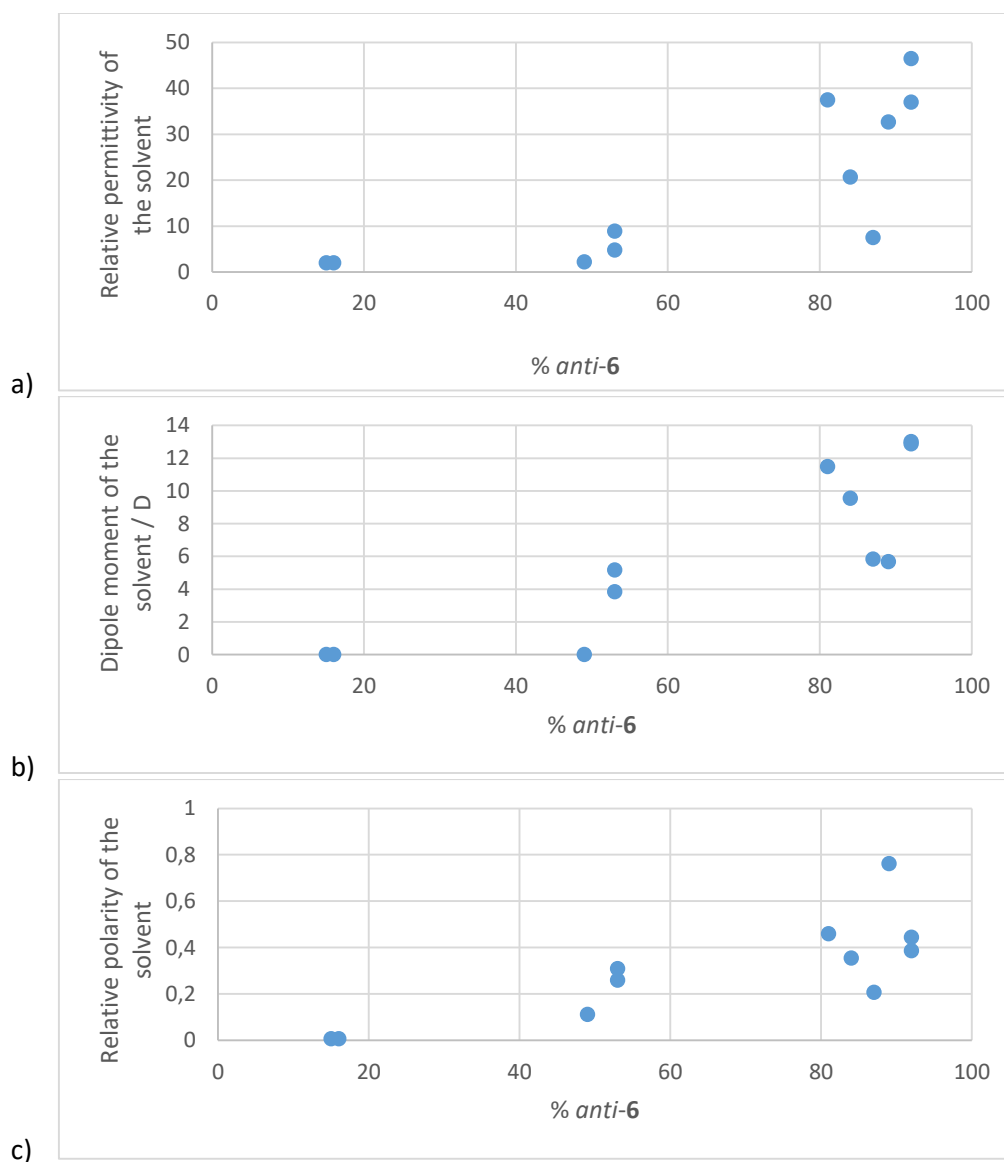 Relative permittivity of
the solvent
50
40
30
20
10
0
0 20 40 60 80 100
% anti-6
a)
Dipole moment of the
solvent / D
14
12
10
8
6
4
2
0
0 20 40 60 80 100
% anti-6
b)
Relative polarity of the
solvent
1
0,8
0,6
0,4
0,2
0
0 20 40 60 80 100
% anti-6
c)